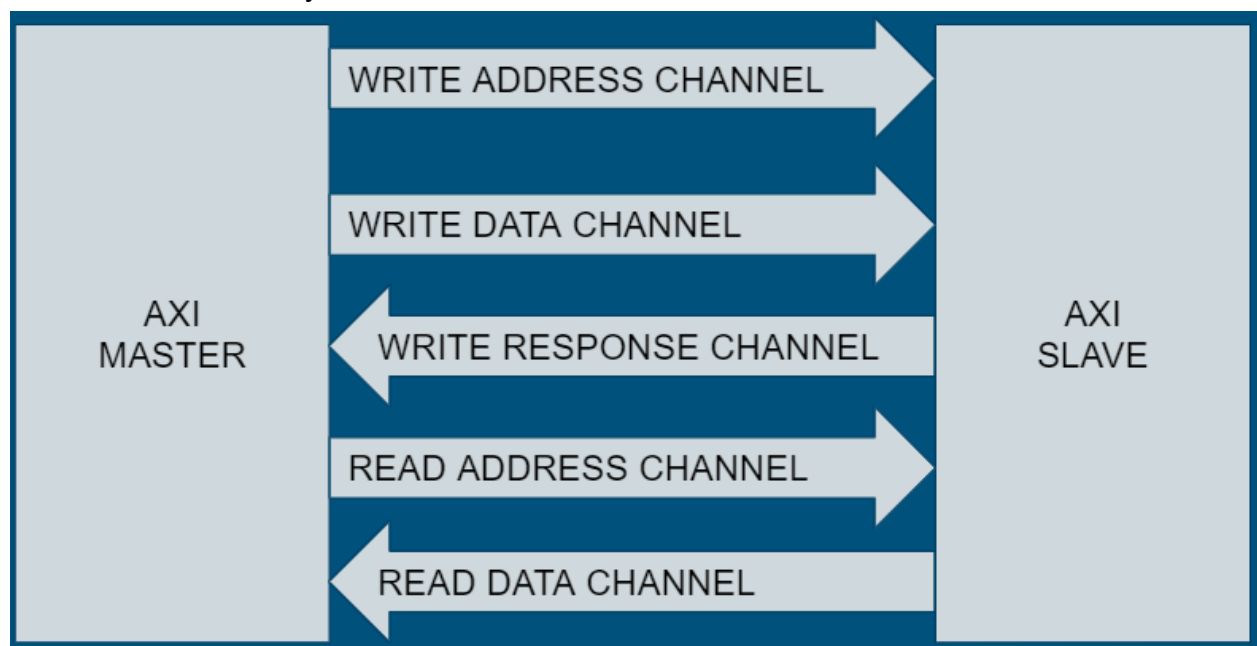 WRITE ADDRESS CHANNEL
WRITE DATA CHANNEL
AXI
MASTER
WRITE RESPONSE CHANNEL
AXI
SLAVE
READ ADDRESS CHANNEL
READ DATA CHANNEL